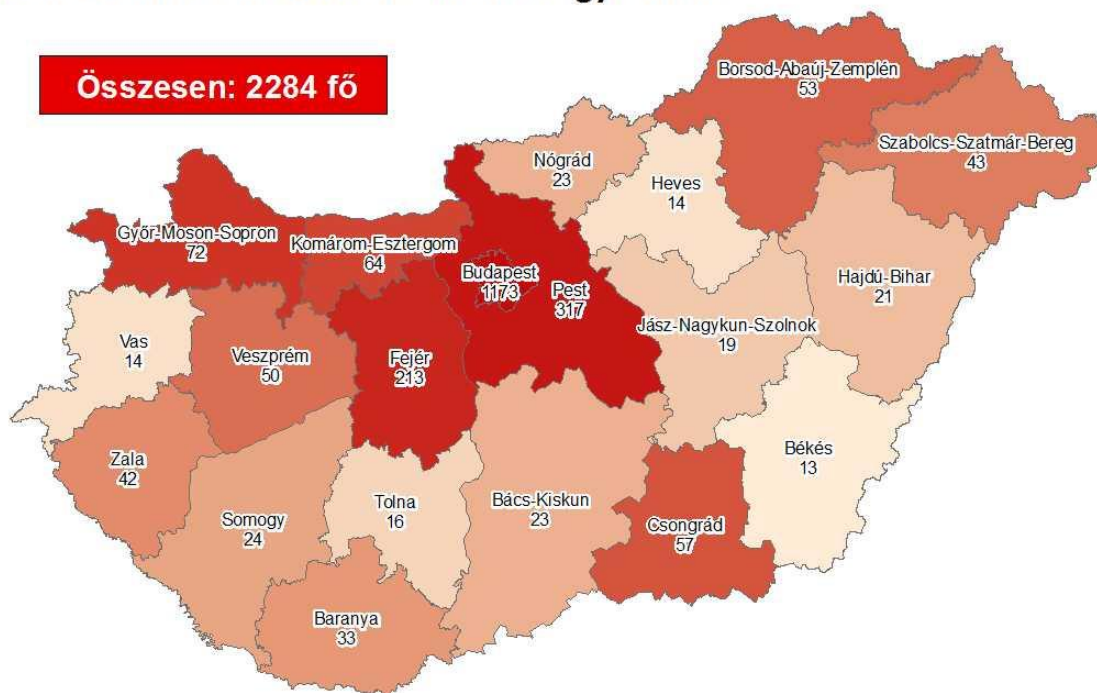 Összesen: 2284 fő
Borsod-Abaúj-Zemplén
53
Szabolcs-Szatmár-Bereg
43
Nógrád
23
Heves
14
Győr-Moson-Sopron
72
Komárom-Esztergom
64
Budapest
1173
Pest
317
Hajdú-Bihar
21
Jász-Nagykun-Szolnok
19
Vas
14
Veszprém
50
Fejér
213
Békés
13
Zala
42
Tolna
16
Bács-Kiskun
23
Somogy
24
Csongrád
57
Baranya
33